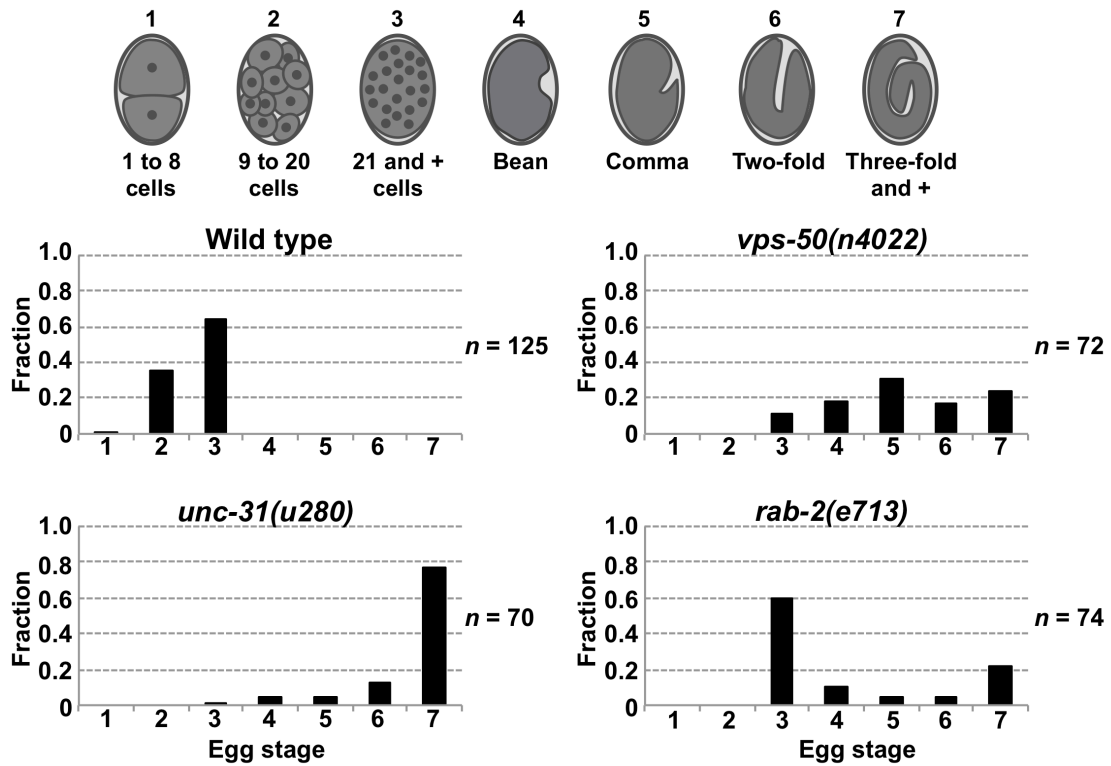 1 2 3 4 5 6 7
1 to 8 cells
9 to 20 cells
21 and + cells
Bean
Comma
Two-fold
Three-fold and +
Wild type
Fraction
1.0
0.8
0.6
0.4
0.2
0
1 2 3 4 5 6 7
n = 125
vps-50(n4022)
Fraction
1.0
0.8
0.6
0.4
0.2
0
1 2 3 4 5 6 7
n = 72
unc-31(u280)
Fraction
1.0
0.8
0.6
0.4
0.2
0
1 2 3 4 5 6 7
Egg stage
n = 70
rab-2(e713)
Fraction
1.0
0.8
0.6
0.4
0.2
0
1 2 3 4 5 6 7
Egg stage
n = 74